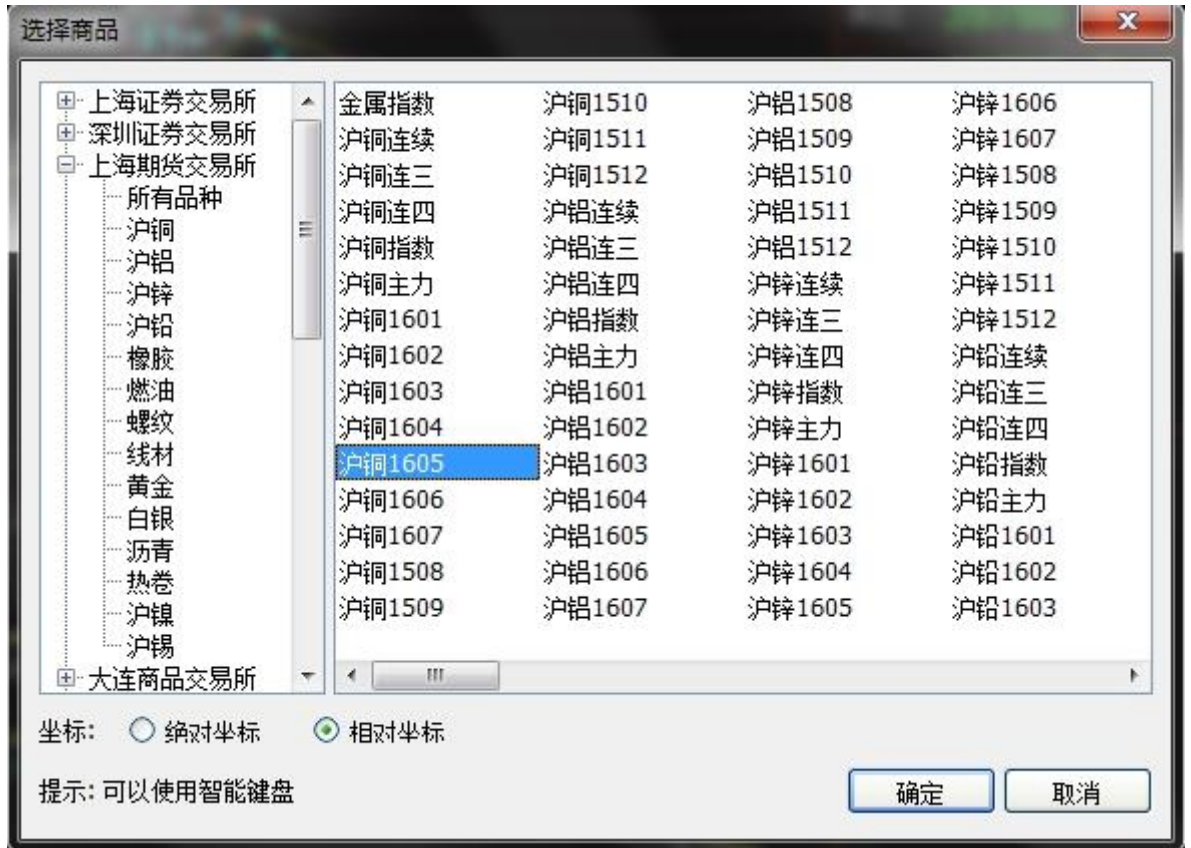 选择商品
上海证券交易所
深圳证券交易所
上海期货交易所
所有品种
沪铜
沪铝
沪锌
沪铅
橡胶
燃油
螺纹
线材
黄金
白银
沥青
热卷
沪镍
沪锡
大连商品交易所
金属指数 沪铜1510 沪铝1508 沪锌1606
沪铜连续 沪铜1511 沪铝1509 沪锌1607
沪铜连三 沪铜1512 沪铝1510 沪锌1508
沪铜连四 沪铝连续 沪铝1511 沪锌1509
沪铜指数 沪铝连三 沪铝1512 沪锌1510
沪铜主力 沪铝连四 沪锌连续 沪锌1511
沪铜1601 沪铝指数 沪锌连三 沪锌1512
沪铜1602 沪铝主力 沪锌连四 沪铅连续
沪铜1603 沪铝1601 沪锌指数 沪铅连三
沪铜1604 沪铝1602 沪锌主力 沪铅连四
沪铜1605 沪铝1603 沪锌1601 沪铅指数
沪铜1606 沪铝1604 沪锌1602 沪铅主力
沪铜1607 沪铝1605 沪锌1603 沪铅1601
沪铜1508 沪铝1606 沪锌1604 沪铅1602
沪铜1509 沪铝1607 沪锌1605 沪铅1603
坐标: 绝对坐标 相对坐标
提示: 可以使用智能键盘
确定 取消